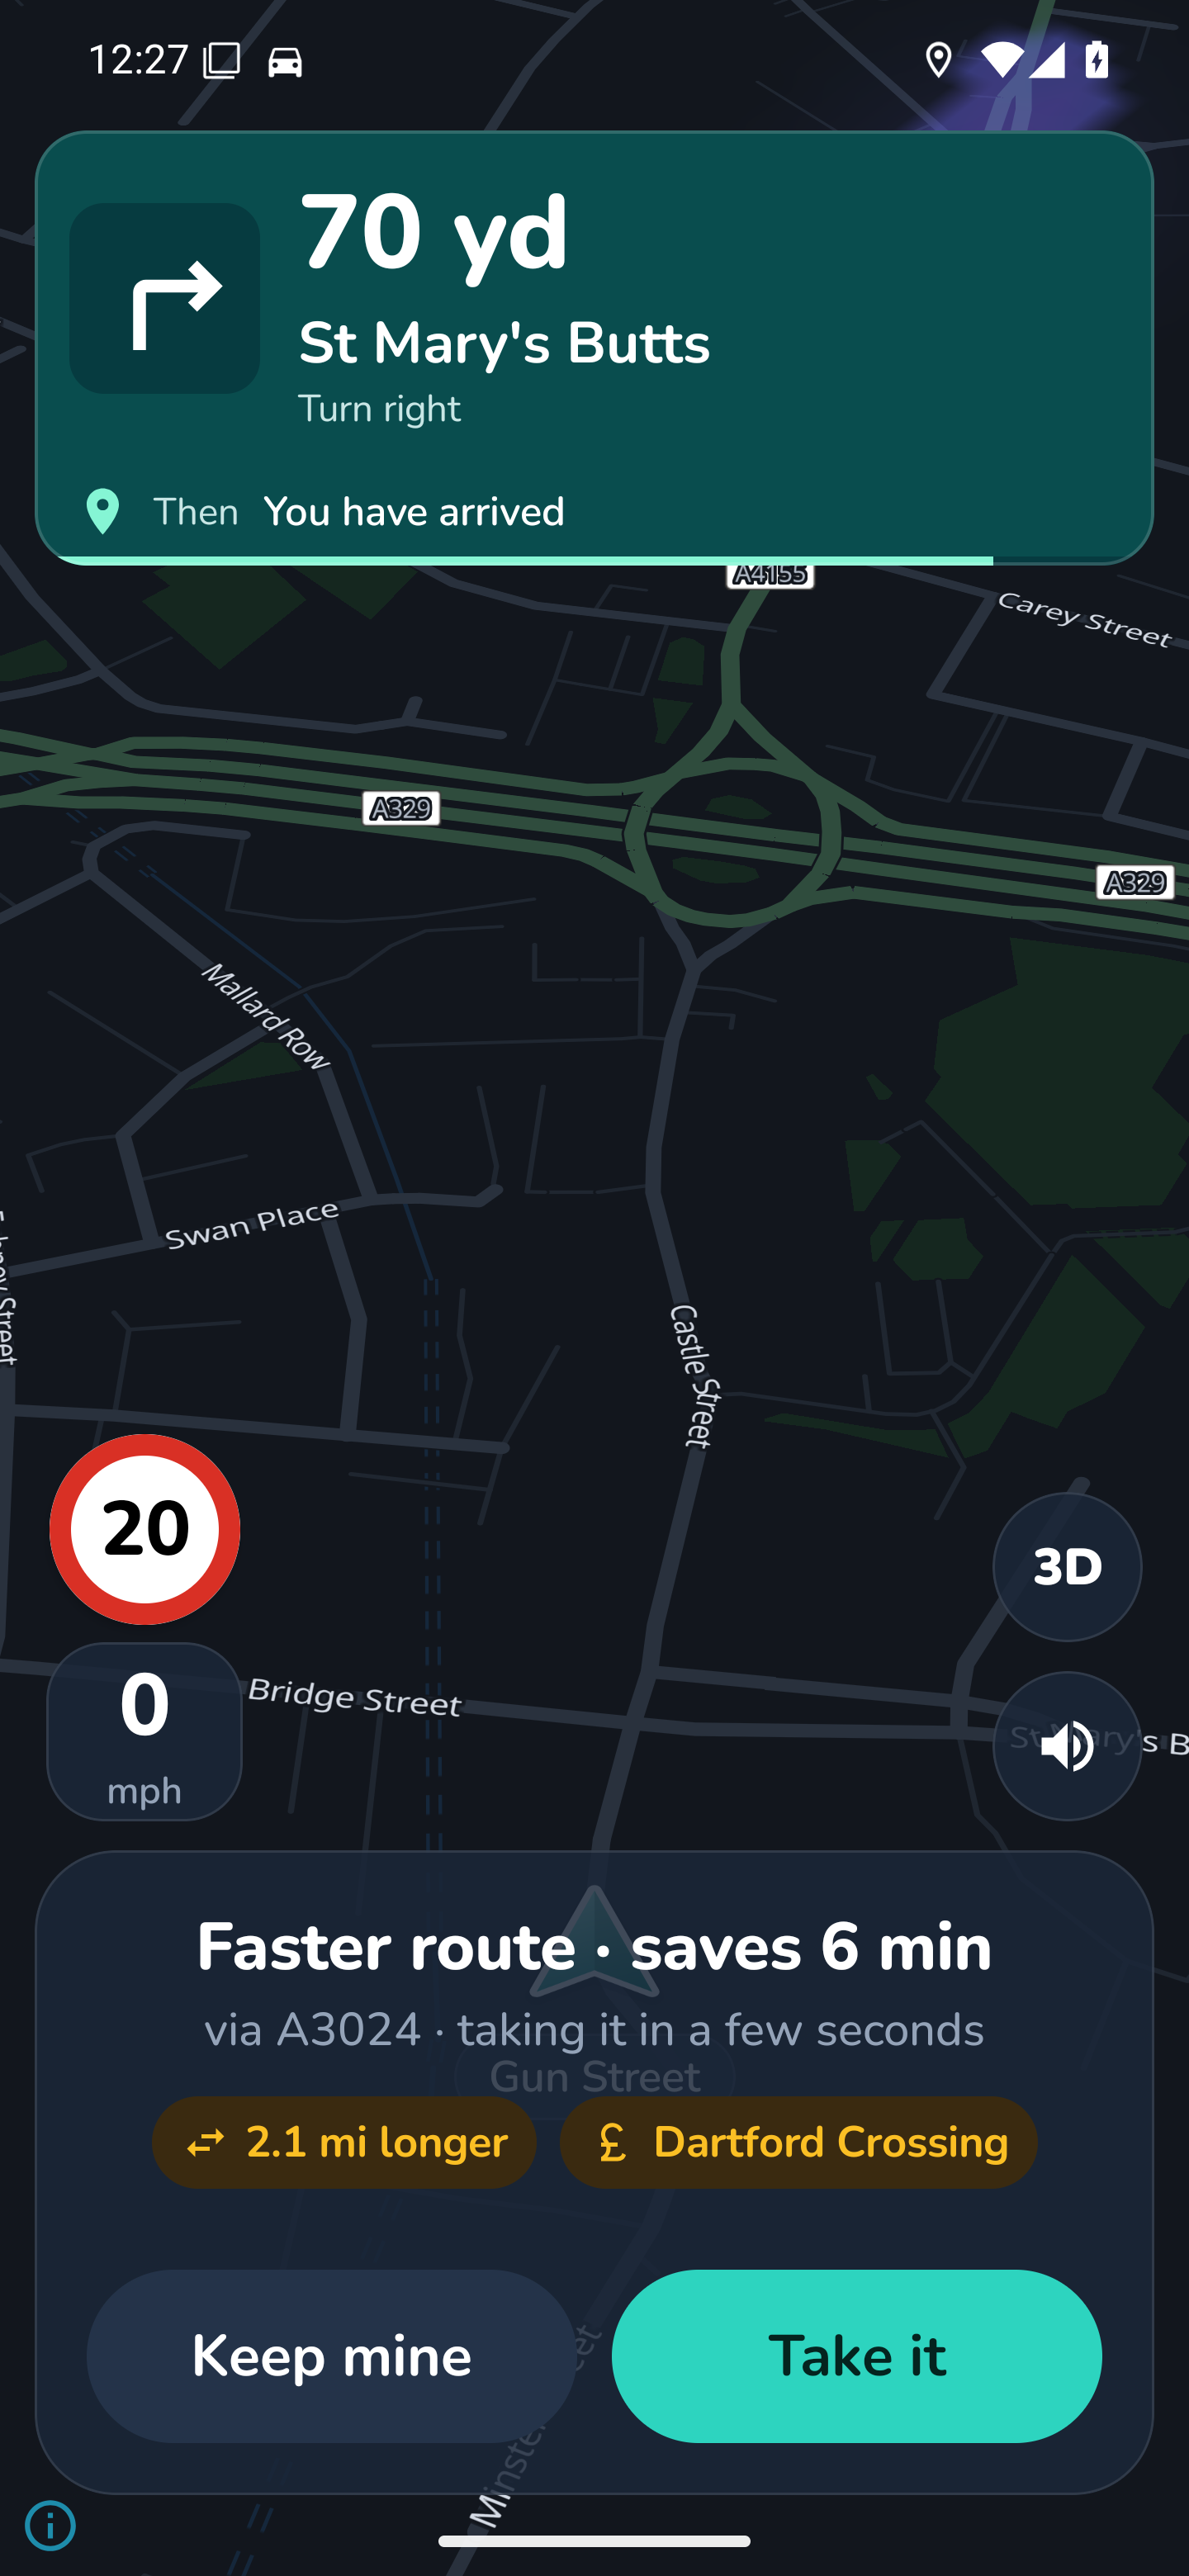 12:27
70 yd
St Mary's Butts
Turn right
Then You have arrived
A4155
Carey Street
A329
A329
Mallard Row
Swan Place
Castle Street
20
3D
0
mph
Bridge Street
St Mary's B
Faster route · saves 6 min
via A3024 · taking it in a few seconds
Gun Street
2.1 mi longer
£ Dartford Crossing
Keep mine
Take it